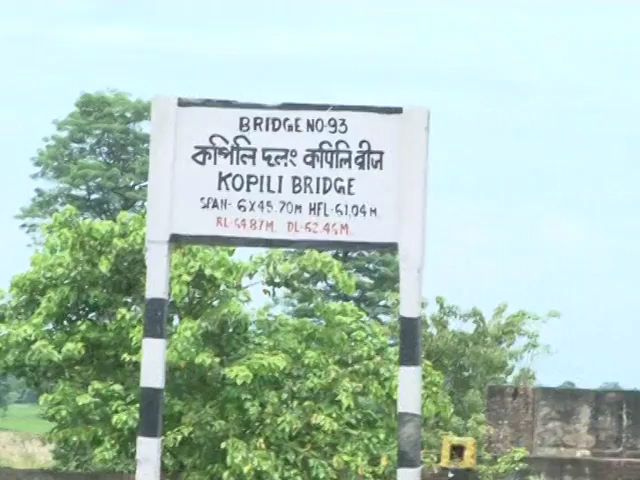 BRIDGE NO-93
কপিলি দলং कपिलि ब्रीज
KOPILI BRIDGE
SPAN- 6X45.70M HFL-61.04M
RL-64.87M. DL-62.46M.